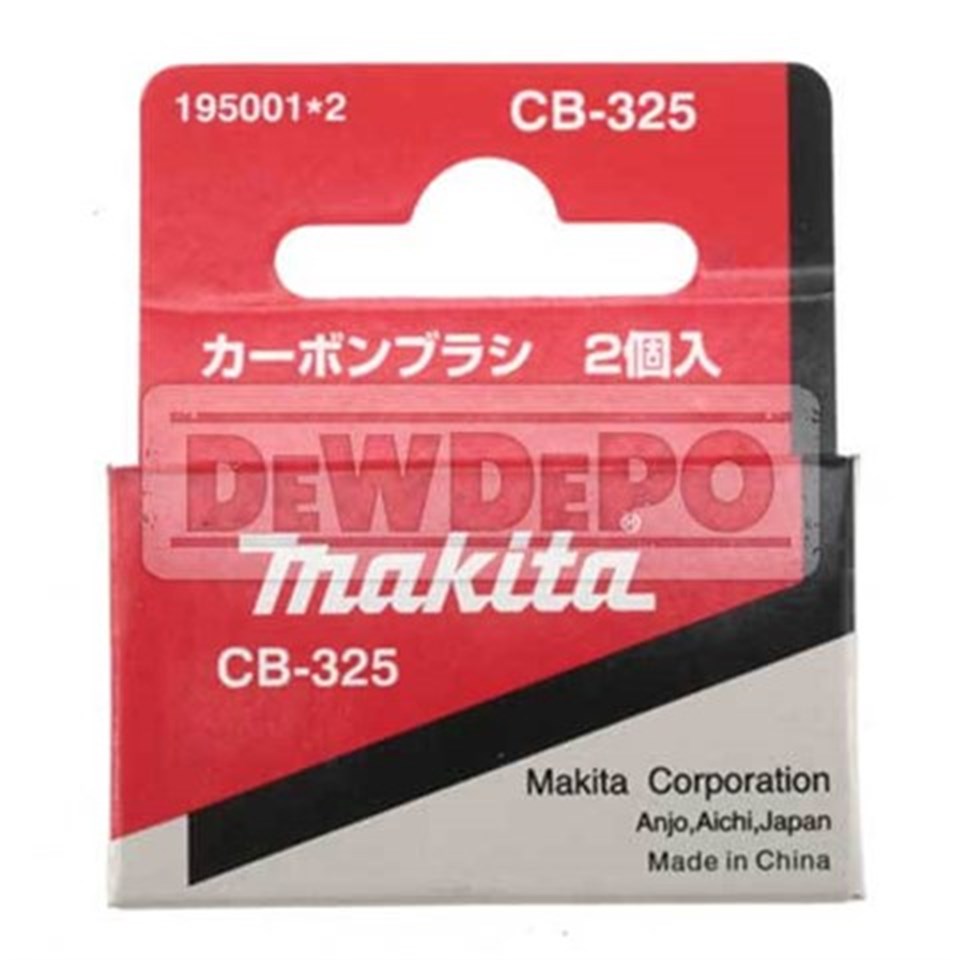 195001*2 CB-325
カーボンブラシ 2個入
DEWDEPO
makita®
CB-325
Makita Corporation
Anjo,Aichi,Japan
Made in China